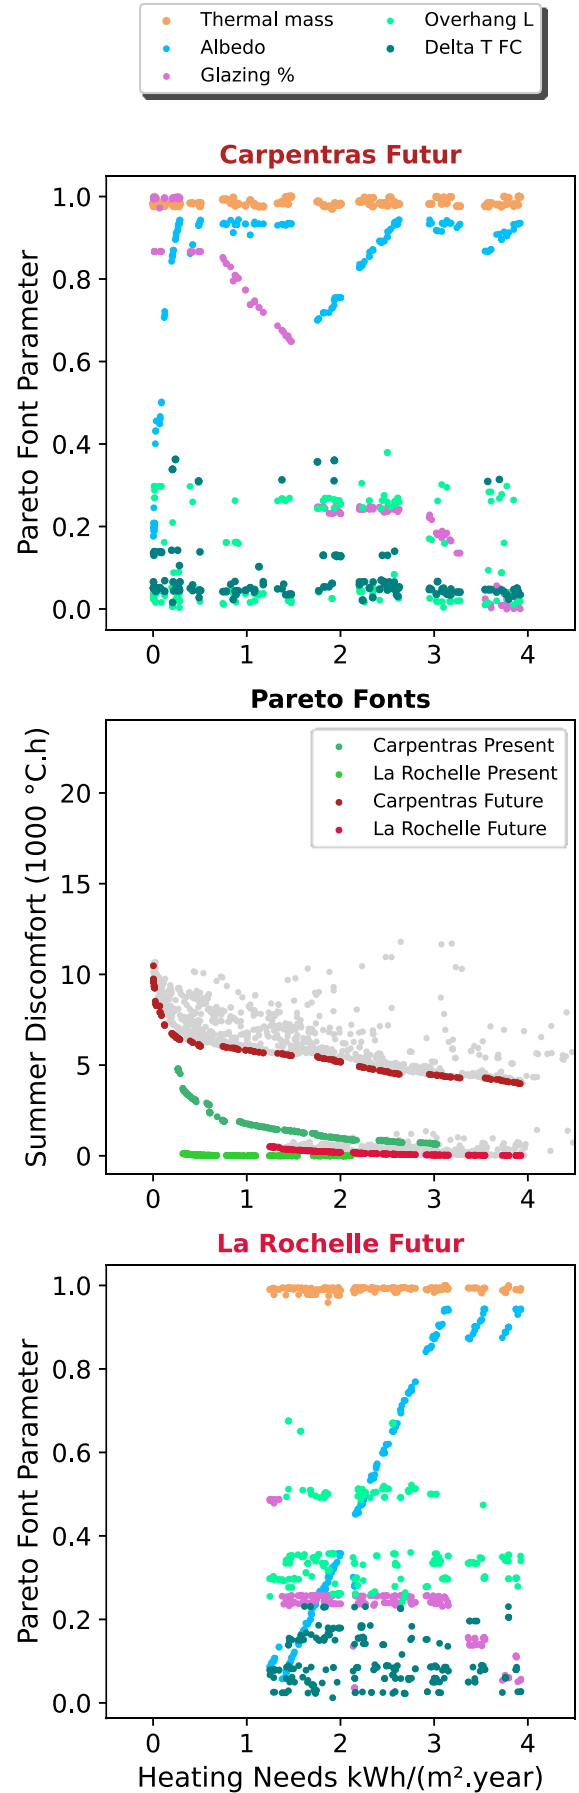 Thermal mass
Albedo
Glazing %
Overhang L
Delta T FC
Carpentras Futur
Pareto Font Parameter
1.0
0.8
0.6
0.4
0.2
0.0
0 1 2 3 4
Pareto Fonts
Carpentras Present
La Rochelle Present
Carpentras Future
La Rochelle Future
Summer Discomfort (1000 °C.h)
20
15
10
5
0
0 1 2 3 4
La Rochelle Futur
Pareto Font Parameter
1.0
0.8
0.6
0.4
0.2
0.0
0 1 2 3 4
Heating Needs kWh/(m².year)